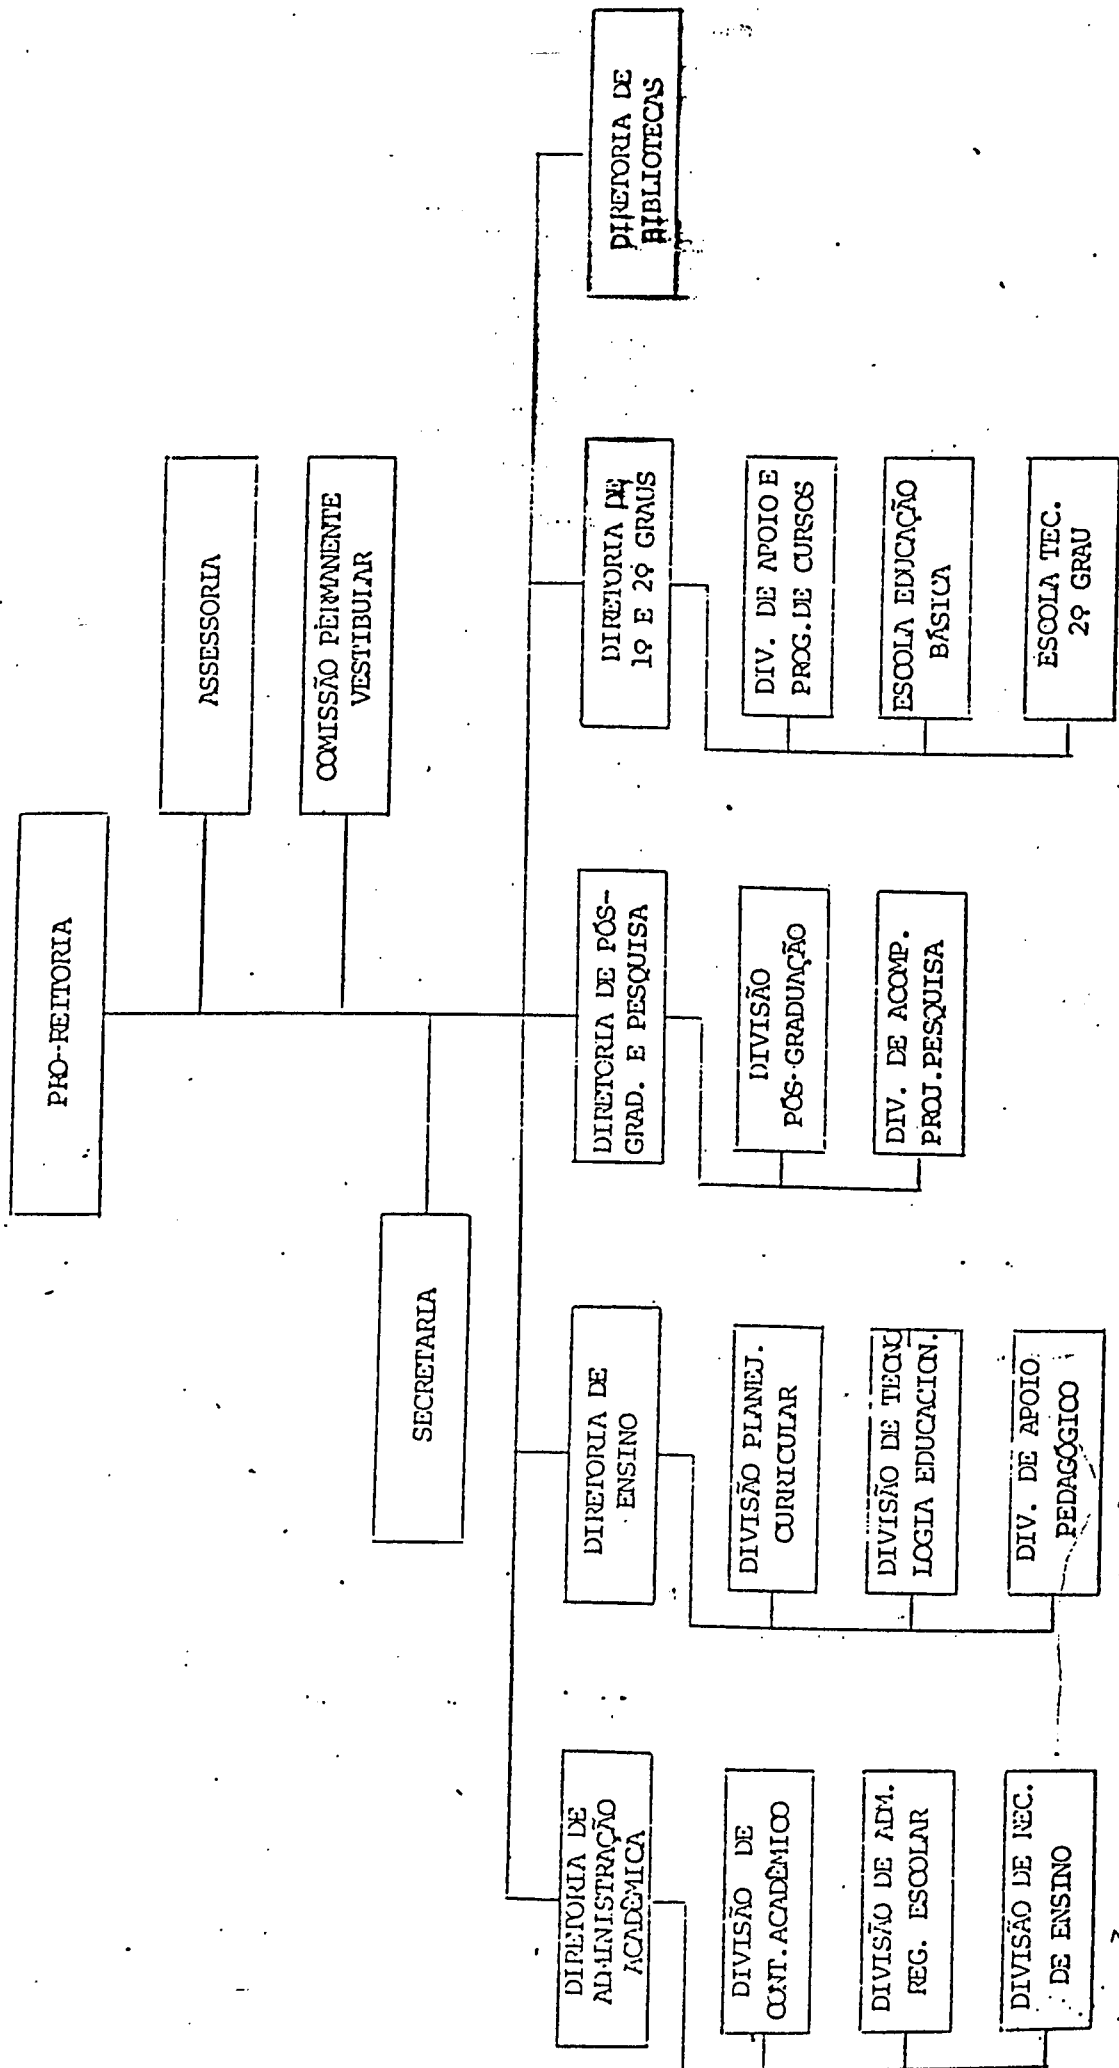 PRO--REITORIA
ASSESSORIA
COMISSÃO PERMANENTE
VESTIBULAR
SECRETARIA
DIRETORIA DE
ADMINISTRAÇÃO
ACADÊMICA
DIVISÃO DE
CONT.ACADÊMICO
DIVISÃO DE ADM.
REG. ESCOLAR
DIVISÃO DE REC.
DE ENSINO
DIRETORIA DE
ENSINO
DIVISÃO PLANEJ.
CURRICULAR
DIVISÃO DE TECNO
LOGIA EDUCACION.
DIV. DE APOIO
PEDAGÓGICO
DIRETORIA DE PÓS-
GRAD. E PESQUISA
DIVISÃO
PÓS-GRADUAÇÃO
DIV. DE ACOMP.
PROJ.PESQUISA
DIRETORIA DE
1º E 2º GRAUS
DIV. DE APOIO E
PROG.DE CURSOS
ESCOLA EDUCAÇÃO
BÁSICA
ESCOLA TEC.
2º GRAU
DIRETORIA DE
BIBLIOTECAS